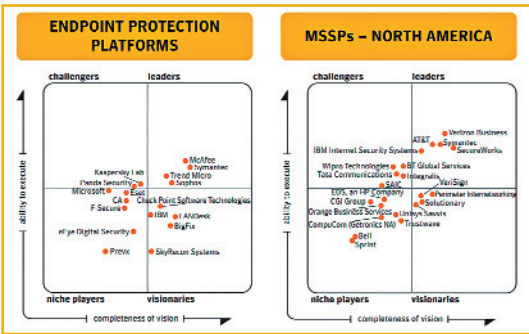 ENDPOINT PROTECTION
PLATFORMS
challengers
leaders
McAfee
Symantec
Trend Micro
Sophos
Kaspersky Lab
Panda Security
Microsoft
Eset
CA
Check Point Software Technologies
F-Secure
IBM
LANDesk
BigFix
eEye Digital Security
Prevx
SkyRecon Systems
niche players
visionaries
ability to execute
completeness of vision
MSSPs – NORTH AMERICA
challengers
leaders
Verizon Business
AT&T
Symantec
SecureWorks
IBM Internet Security Systems
Wipro Technologies
BT Global Services
Tata Communications
Integralis
SAIC
VeriSign
EDS, an HP Company
Perimeter Internetworking
CGI Group
Solutionary
Orange Business Services
Unisys Savvis
CompuCom (Getronics NA)
Trustwave
Bell
Sprint
niche players
visionaries
ability to execute
completeness of vision